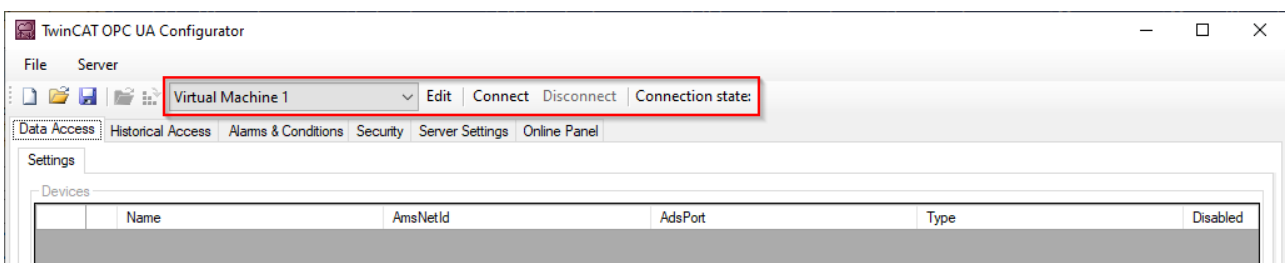 TwinCAT OPC UA Configurator
File Server
Virtual Machine 1 Edit Connect Disconnect Connection state:
Data Access Historical Access Alarms & Conditions Security Server Settings Online Panel
Settings
Devices
Name AmsNetId AdsPort Type Disabled